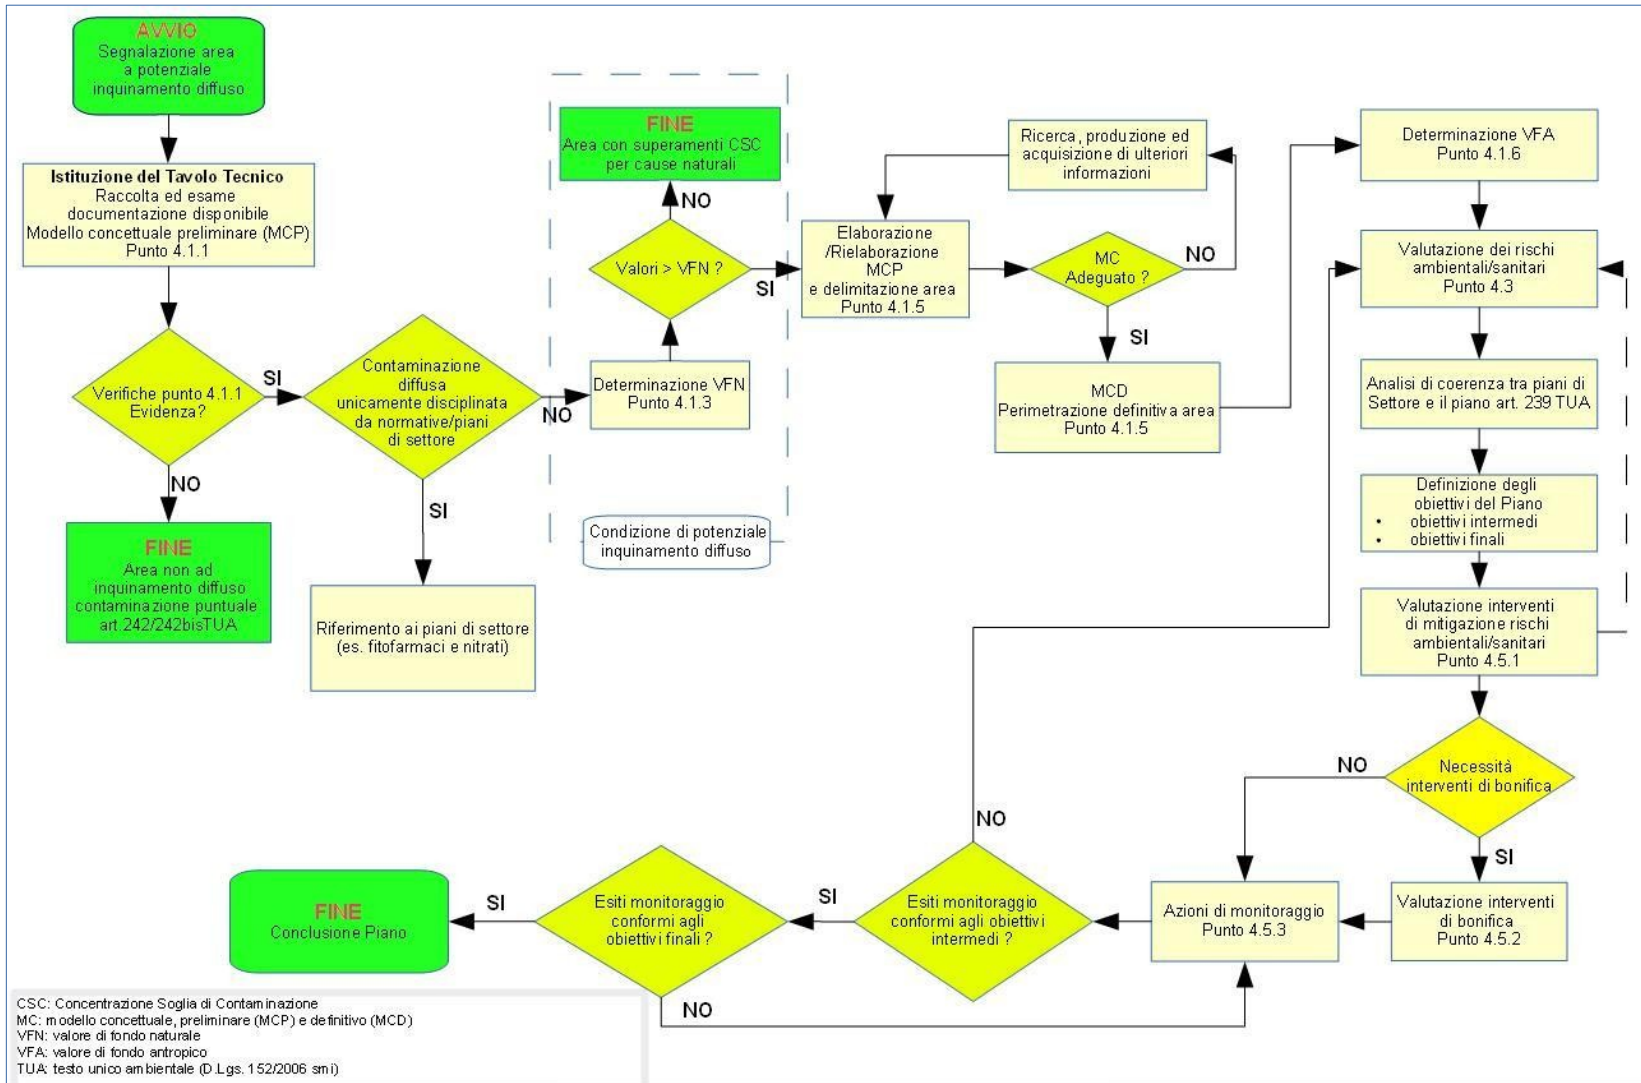 AVVIO
Segnalazione area
a potenziale
inquinamento diffuso
Istituzione del Tavolo Tecnico
Raccolta ed esame
documentazione disponibile
Modello concettuale preliminare (MCP)
Punto 4.1.1
Verifiche punto 4.1.1
Evidenza?
SI
NO
FINE
Area non ad
inquinamento diffuso
contaminazione puntuale
art.242/242bisTUA
Contaminazione
diffusa
unicamente disciplinata
da normative/piani
di settore
SI
NO
Riferimento ai piani di settore
(es. fitofarmaci e nitrati)
Determinazione VFN
Punto 4.1.3
Valori > VFN ?
NO
SI
FINE
Area con superamenti CSC
per cause naturali
Condizione di potenziale
inquinamento diffuso
Elaborazione
/Rielaborazione
MCP
e delimitazione area
Punto 4.1.5
MC
Adeguato ?
NO
SI
Ricerca, produzione ed
acquisizione di ulteriori
informazioni
MCD
Perimetrazione definitiva area
Punto 4.1.5
Determinazione VFA
Punto 4.1.6
Valutazione dei rischi
ambientali/sanitari
Punto 4.3
Analisi di coerenza tra piani di
Settore e il piano art. 239 TUA
Definizione degli
obiettivi del Piano
• obiettivi intermedi
• obiettivi finali
Valutazione interventi
di mitigazione rischi
ambientali/sanitari
Punto 4.5.1
Necessità
interventi di bonifica
NO
SI
Valutazione interventi
di bonifica
Punto 4.5.2
Azioni di monitoraggio
Punto 4.5.3
Esiti monitoraggio
conformi agli obiettivi
intermedi ?
NO
SI
Esiti monitoraggio
conformi agli
obiettivi finali ?
SI
NO
FINE
Conclusione Piano
CSC: Concentrazione Soglia di Contaminazione
MC: modello concettuale, preliminare (MCP) e definitivo (MCD)
VFN: valore di fondo naturale
VFA: valore di fondo antropico
TUA: testo unico ambientale (D.Lgs. 152/2006 smi)